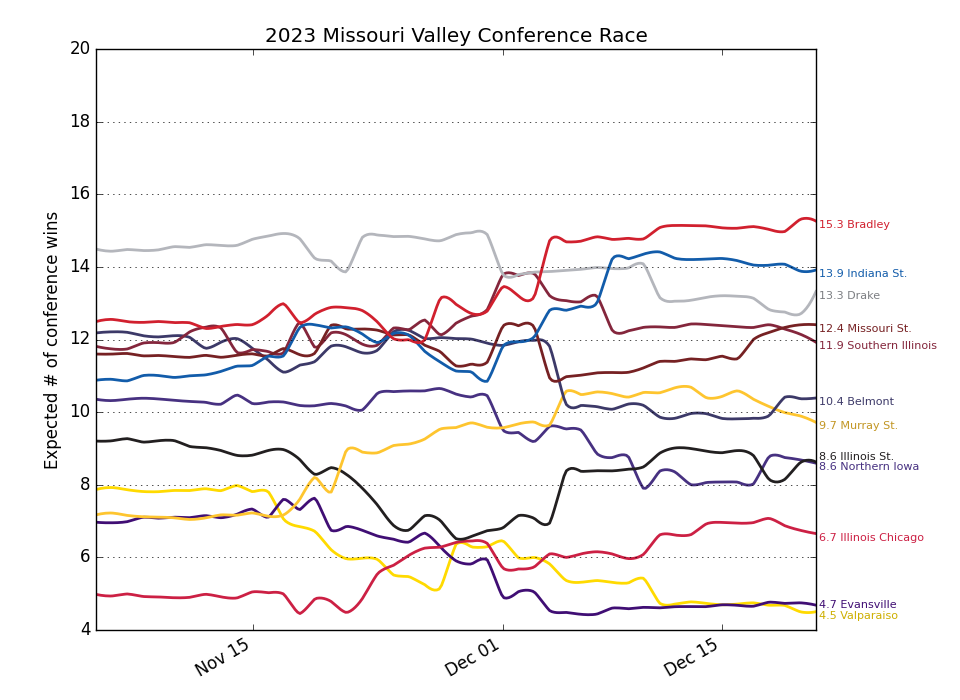 2023 Missouri Valley Conference Race
Expected # of conference wins
20
18
16
14
12
10
8
6
4
Nov 15
Dec 01
Dec 15
15.3 Bradley
13.9 Indiana St.
13.3 Drake
12.4 Missouri St.
11.9 Southern Illinois
10.4 Belmont
9.7 Murray St.
8.6 Illinois St.
8.6 Northern Iowa
6.7 Illinois Chicago
4.7 Evansville
4.5 Valparaiso